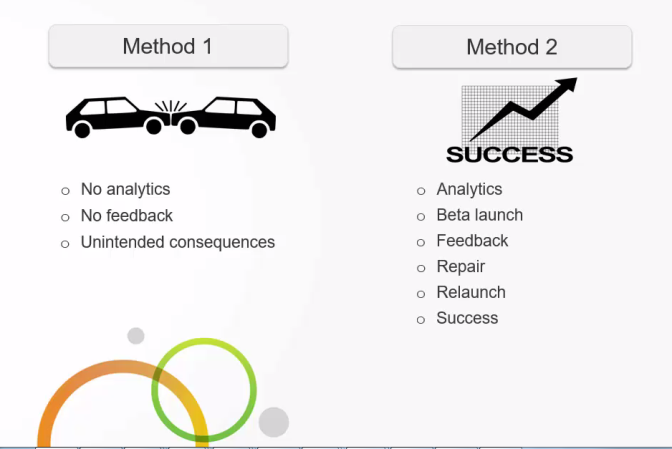 Method 1
No analytics
No feedback
Unintended consequences
Method 2
SUCCESS
Analytics
Beta launch
Feedback
Repair
Relaunch
Success